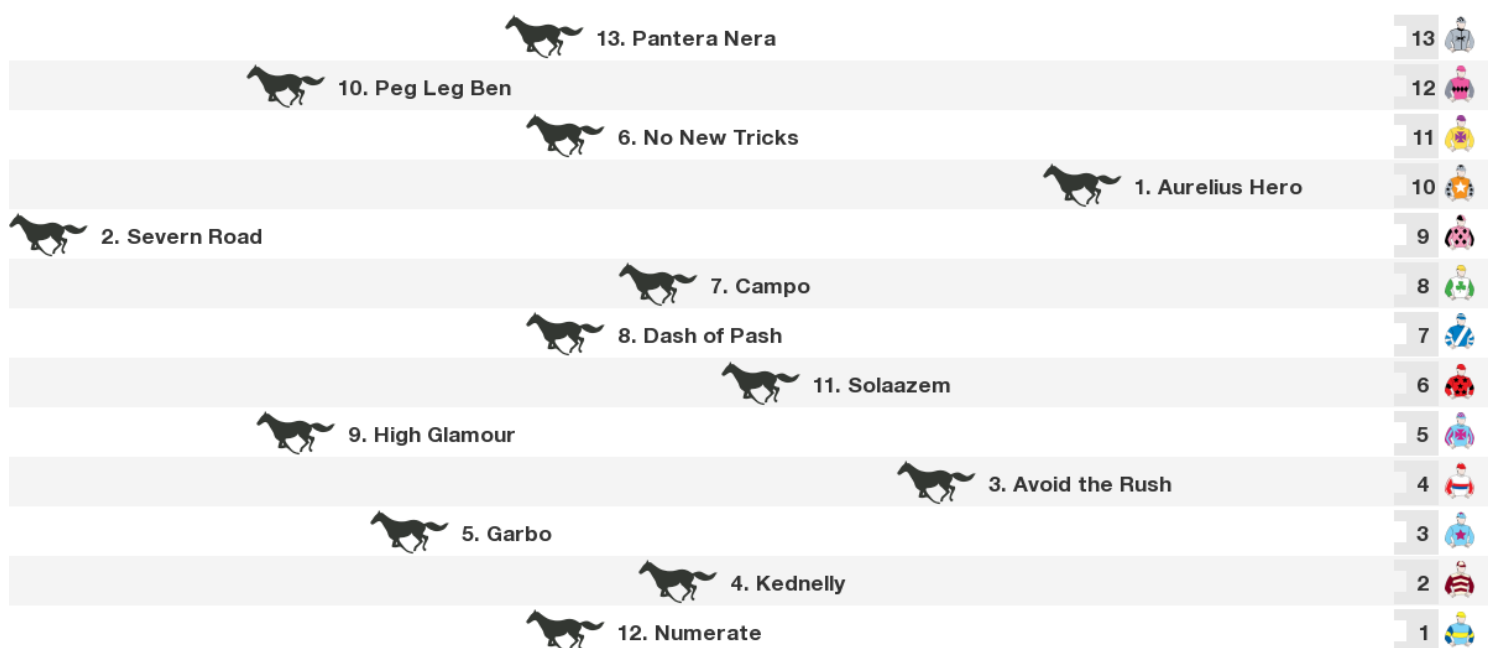 13. Pantera Nera 13
10. Peg Leg Ben 12
6. No New Tricks 11
1. Aurelius Hero 10
2. Severn Road 9
7. Campo 8
8. Dash of Pash 7
11. Solaazem 6
9. High Glamour 5
3. Avoid the Rush 4
5. Garbo 3
4. Kednelly 2
12. Numerate 1